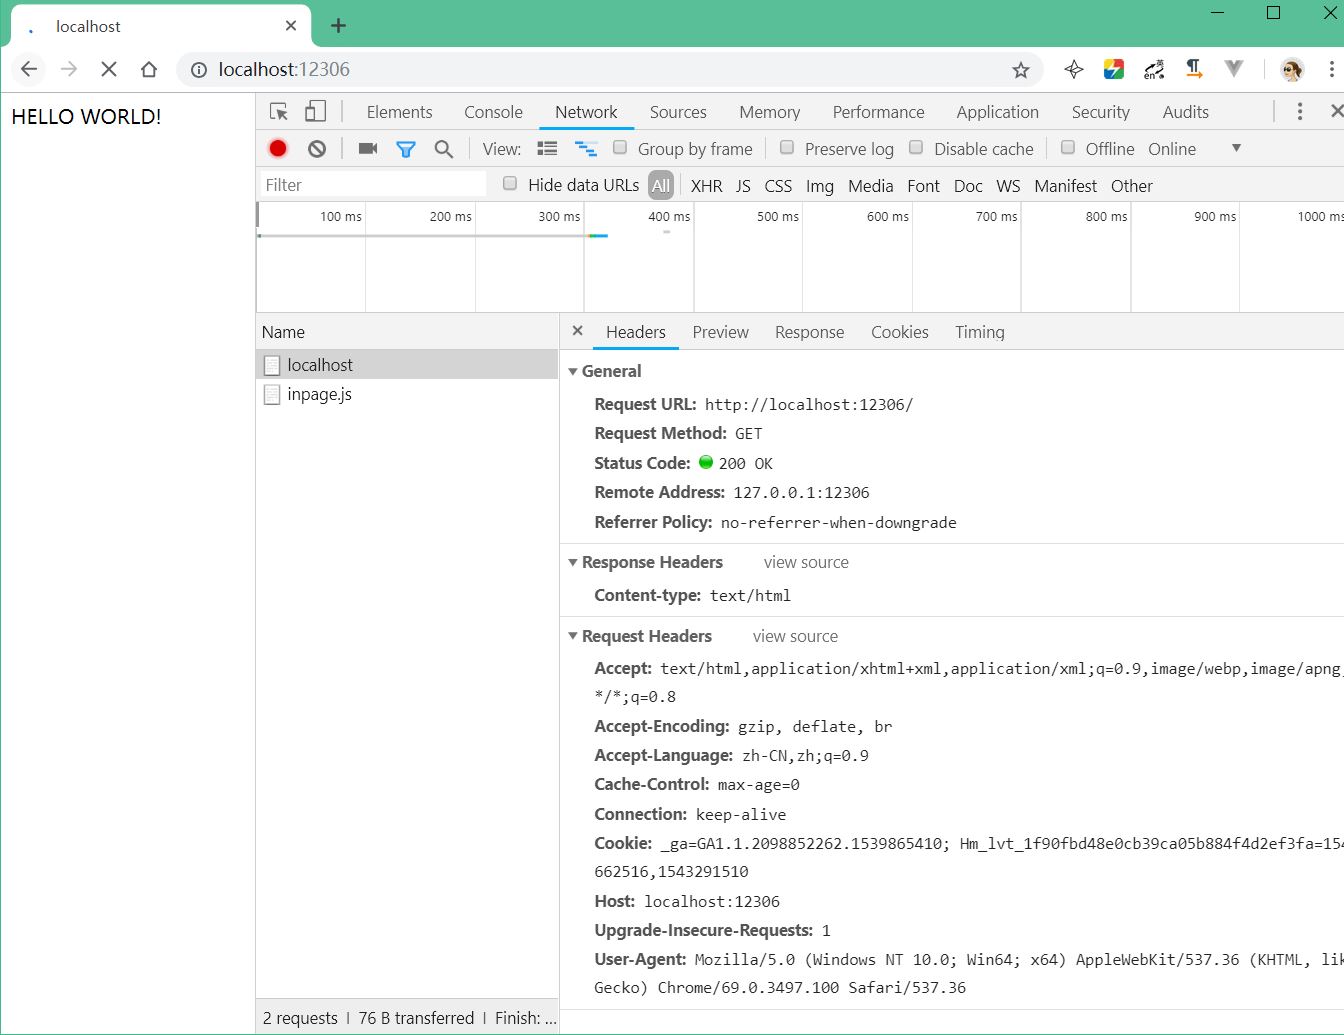 localhost
localhost:12306
HELLO WORLD!
Elements Console Network Sources Memory Performance Application Security Audits
View: Group by frame Preserve log Disable cache Offline Online
Filter Hide data URLs All XHR JS CSS Img Media Font Doc WS Manifest Other
100 ms 200 ms 300 ms 400 ms 500 ms 600 ms 700 ms 800 ms 900 ms 1000 ms
Name
localhost
inpage.js
Headers Preview Response Cookies Timing
General
Request URL: http://localhost:12306/
Request Method: GET
Status Code: 200 OK
Remote Address: 127.0.0.1:12306
Referrer Policy: no-referrer-when-downgrade
Response Headers view source
Content-type: text/html
Request Headers view source
Accept: text/html,application/xhtml+xml,application/xml;q=0.9,image/webp,image/apng,
*/*;q=0.8
Accept-Encoding: gzip, deflate, br
Accept-Language: zh-CN,zh;q=0.9
Cache-Control: max-age=0
Connection: keep-alive
Cookie: _ga=GA1.1.2098852262.1539865410; Hm_lvt_1f90fbd48e0cb39ca05b884f4d2ef3fa=154
662516,1543291510
Host: localhost:12306
Upgrade-Insecure-Requests: 1
User-Agent: Mozilla/5.0 (Windows NT 10.0; Win64; x64) AppleWebKit/537.36 (KHTML, lik
Gecko) Chrome/69.0.3497.100 Safari/537.36
2 requests | 76 B transferred | Finish: ...